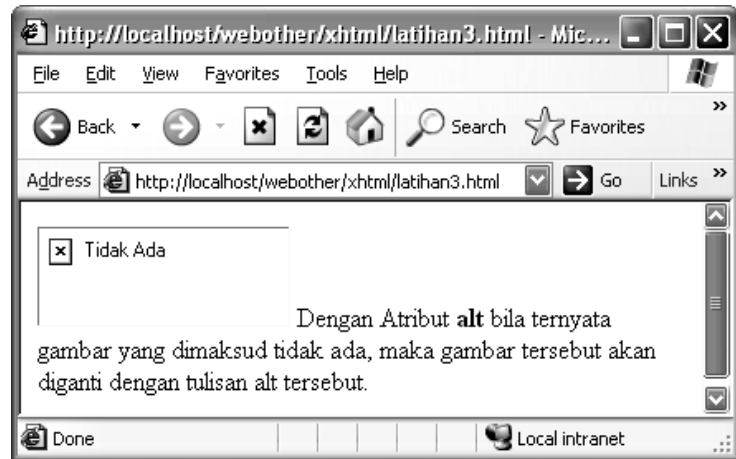 http://localhost/webother/xhtml/latihan3.html - Mic...
File Edit View Favorites Tools Help
Back Search Favorites »
Address http://localhost/webother/xhtml/latihan3.html Go Links »
Tidak Ada
Dengan Atribut alt bila ternyata
gambar yang dimaksud tidak ada, maka gambar tersebut akan
diganti dengan tulisan alt tersebut.
Done Local intranet